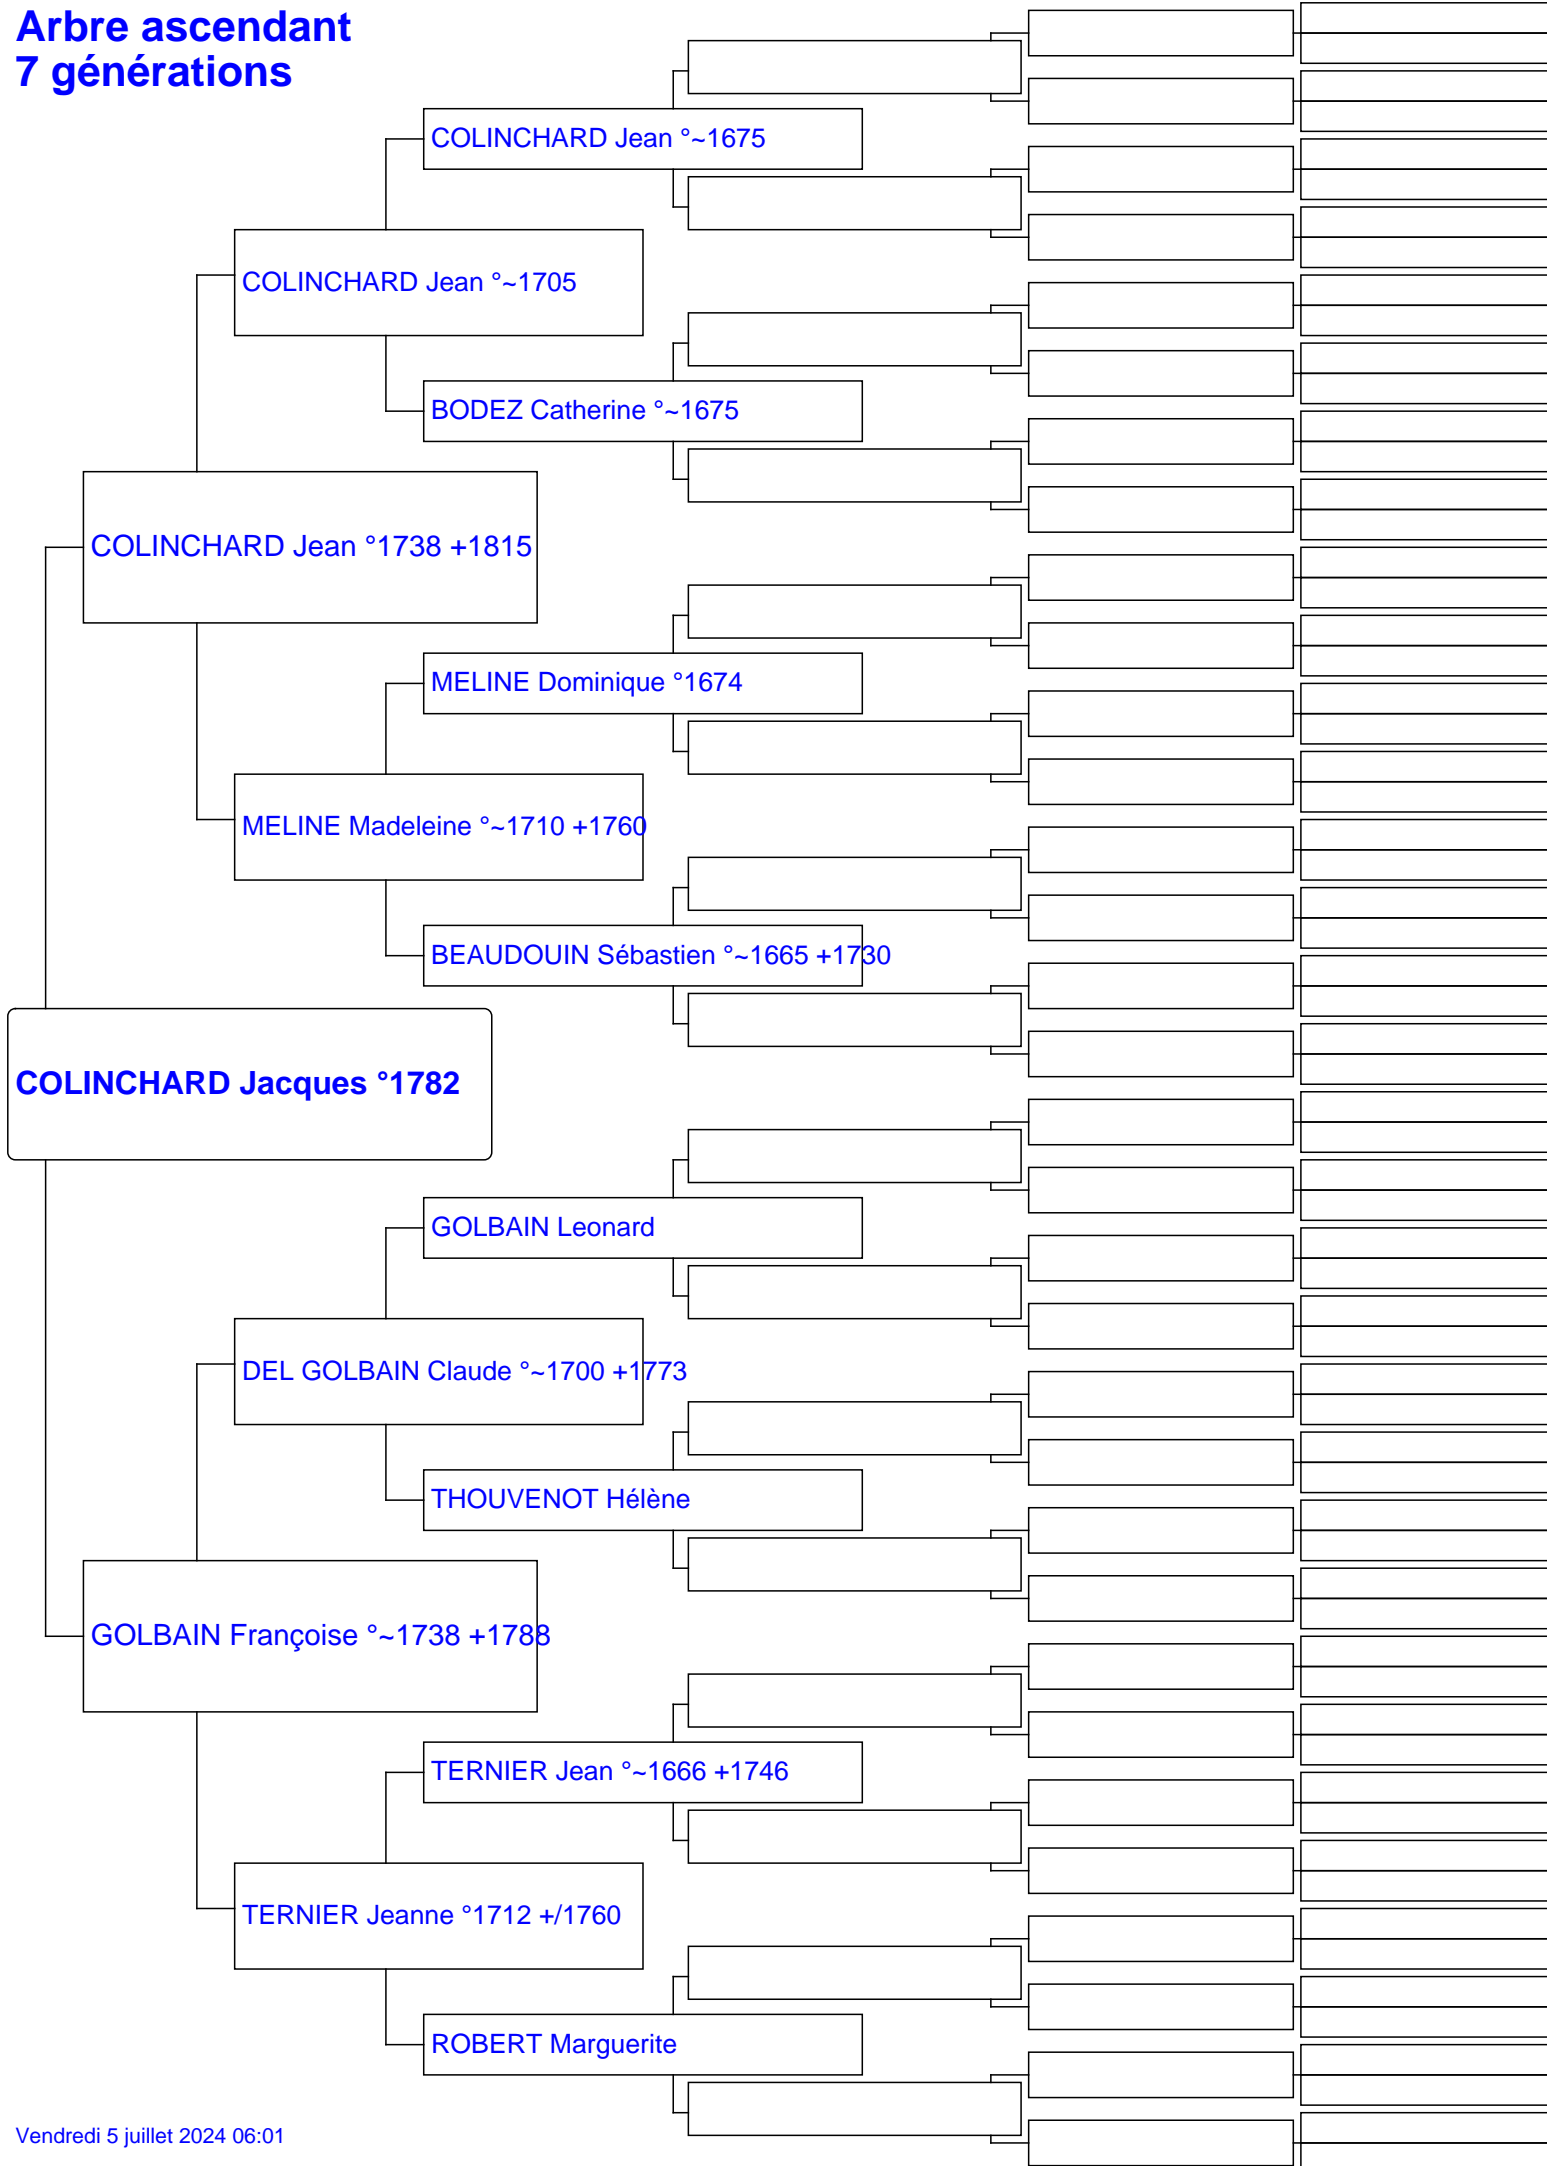 Arbre ascendant
7 générations
COLINCHARD Jean °~1675
COLINCHARD Jean °~1705
BODEZ Catherine °~1675
COLINCHARD Jean °1738 +1815
MELINE Dominique °1674
MELINE Madeleine °~1710 +1760
BEAUDOUIN Sébastien °~1665 +1730
COLINCHARD Jacques °1782
GOLBAIN Leonard
DEL GOLBAIN Claude °~1700 +1773
THOUVENOT Hélène
GOLBAIN Françoise °~1738 +1788
TERNIER Jean °~1666 +1746
TERNIER Jeanne °1712 +/1760
ROBERT Marguerite
Vendredi 5 juillet 2024 06:01